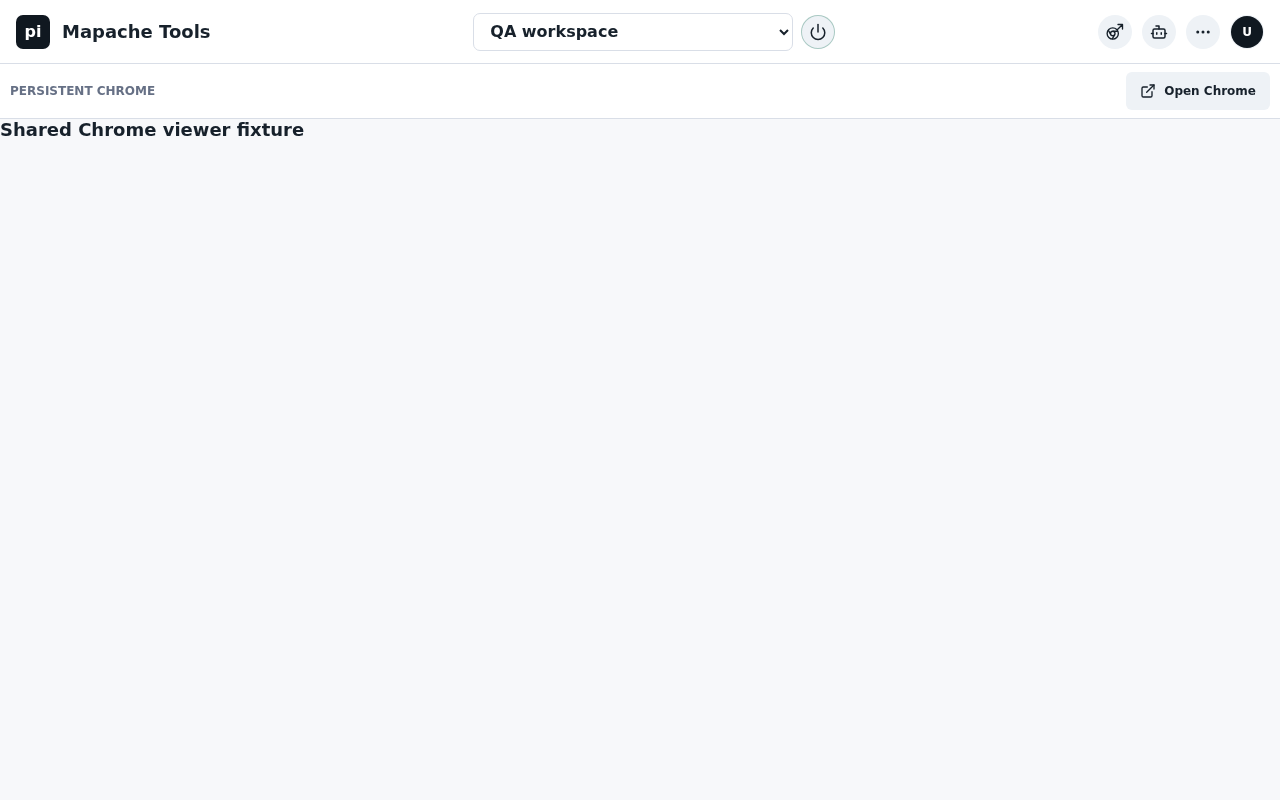 pi
Mapache Tools
QA workspace
U
PERSISTENT CHROME
Open Chrome
Shared Chrome viewer fixture